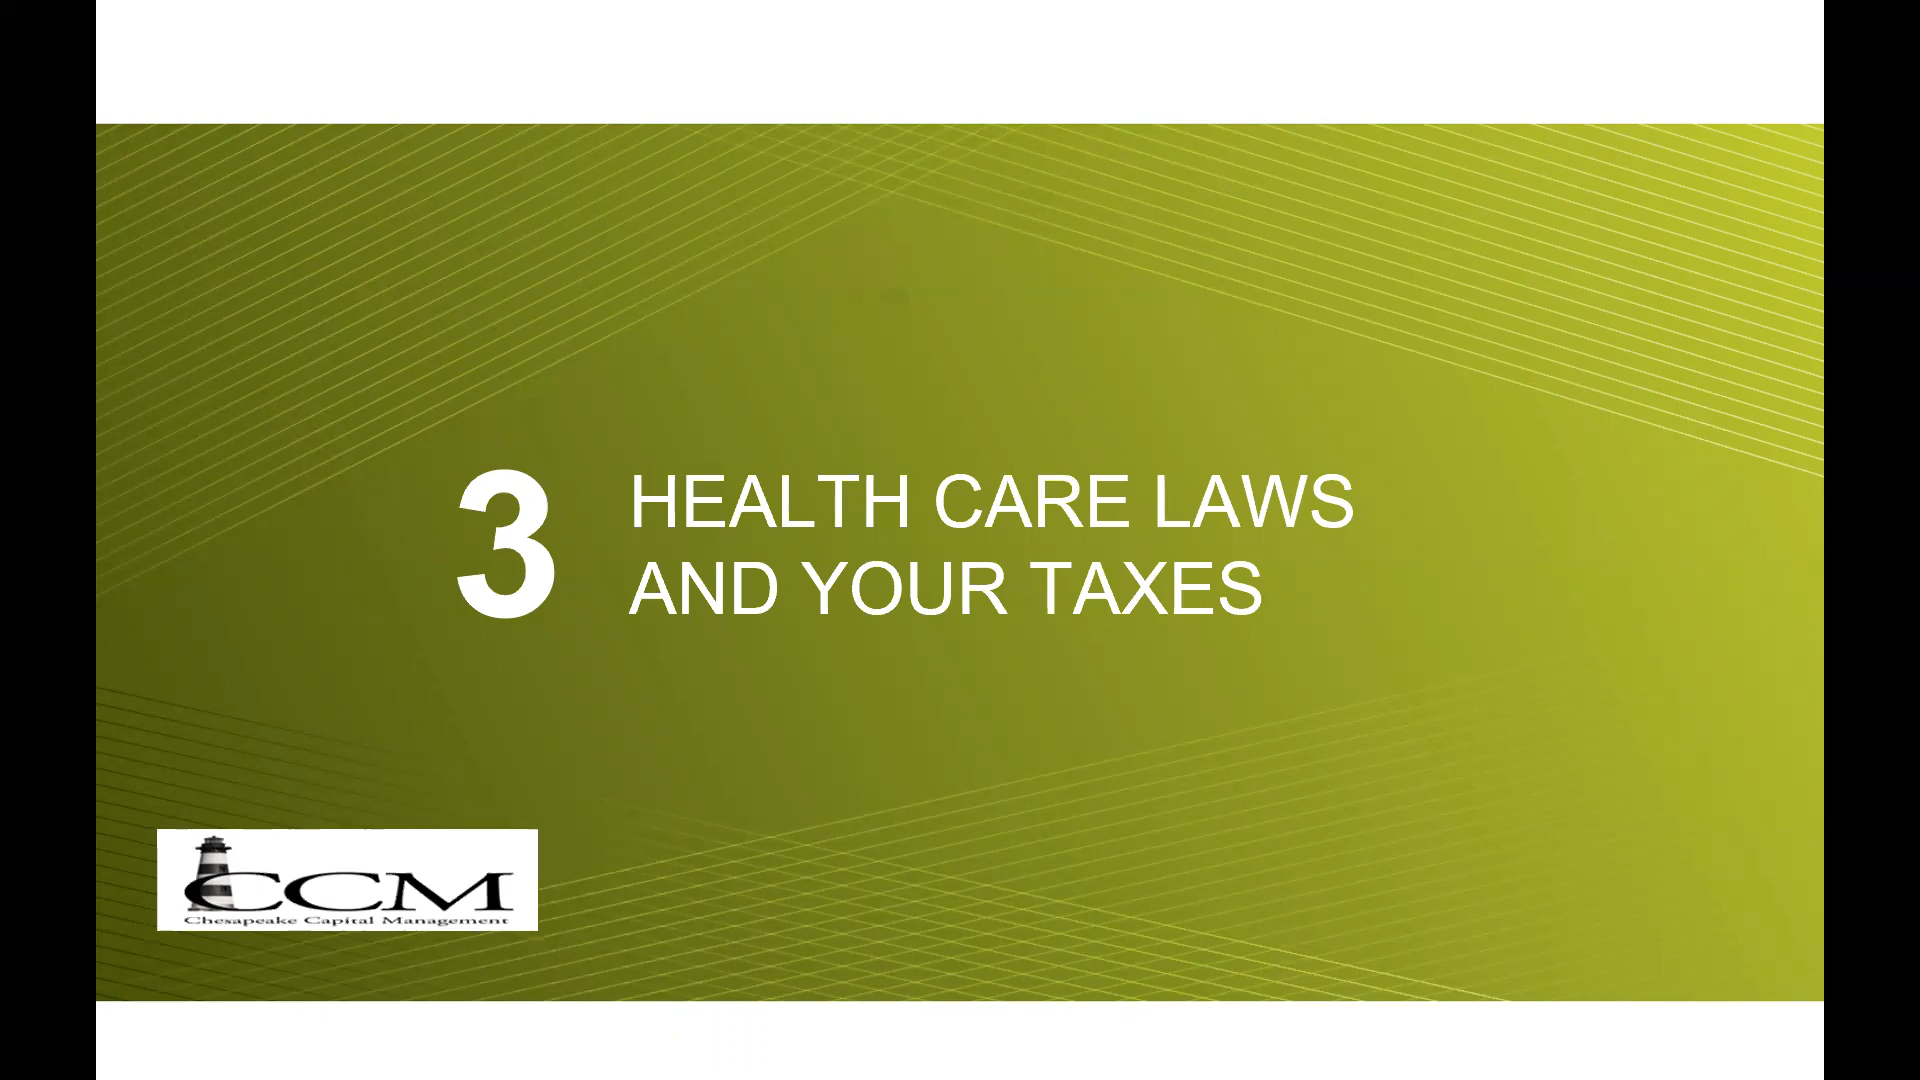 3
HEALTH CARE LAWS
AND YOUR TAXES
CCM
Chesapeake Capital Management